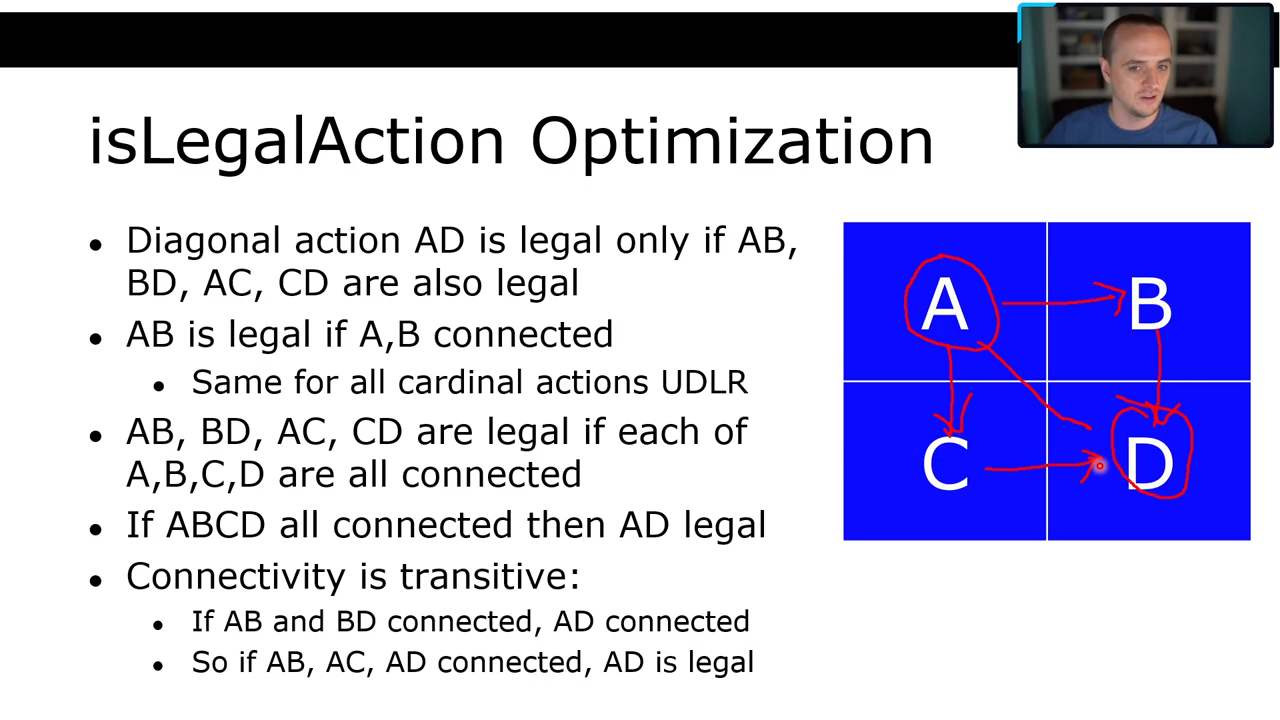 isLegalAction Optimization
• Diagonal action AD is legal only if AB,
BD, AC, CD are also legal
• AB is legal if A,B connected
• Same for all cardinal actions UDLR
• AB, BD, AC, CD are legal if each of
A,B,C,D are all connected
• If ABCD all connected then AD legal
• Connectivity is transitive:
• If AB and BD connected, AD connected
• So if AB, AC, AD connected, AD is legal
A B
C D